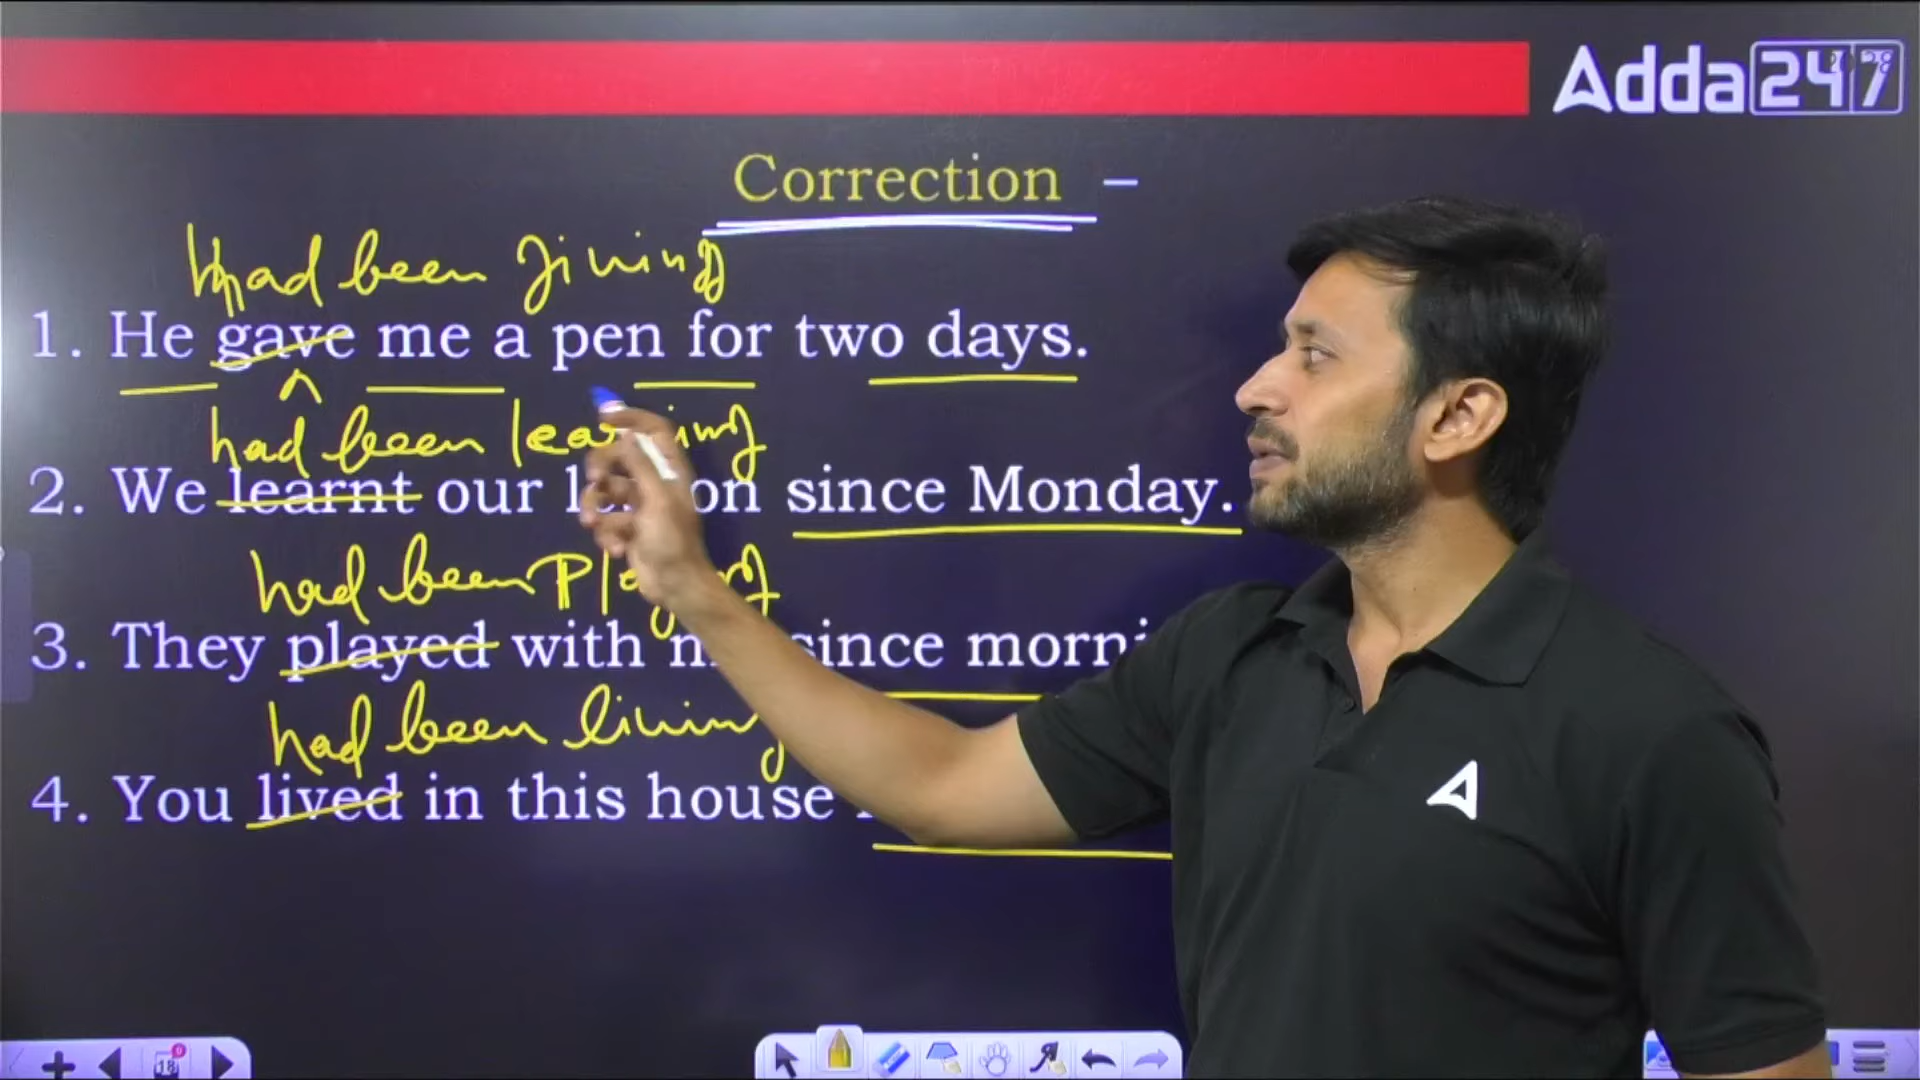 Adda247
Correction –
had been giving
1. He gave me a pen for two days.
had been learning
2. We learnt our on since Monday.
had been
3. They played with since
had been living
4. You lived in this house
18